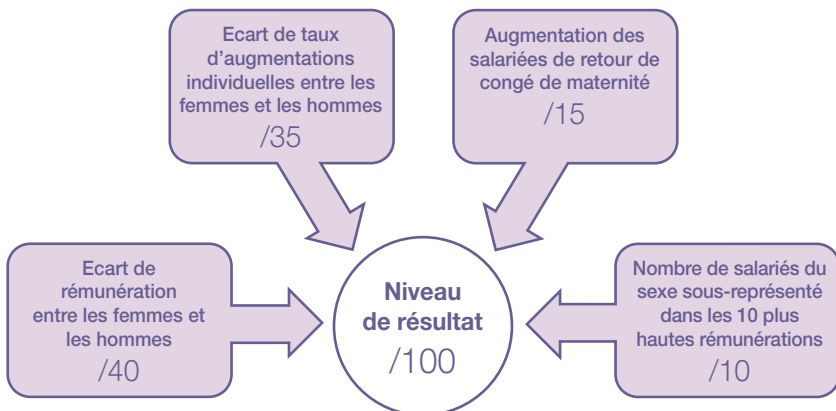 Ecart de taux
d'augmentations
individuelles entre les
femmes et les hommes
/35
Augmentation des
salariées de retour de
congé de maternité
/15
Ecart de
rémunération
entre les femmes et
les hommes
/40
Niveau
de résultat
/100
Nombre de salariés du
sexe sous-représenté
dans les 10 plus
hautes rémunérations
/10